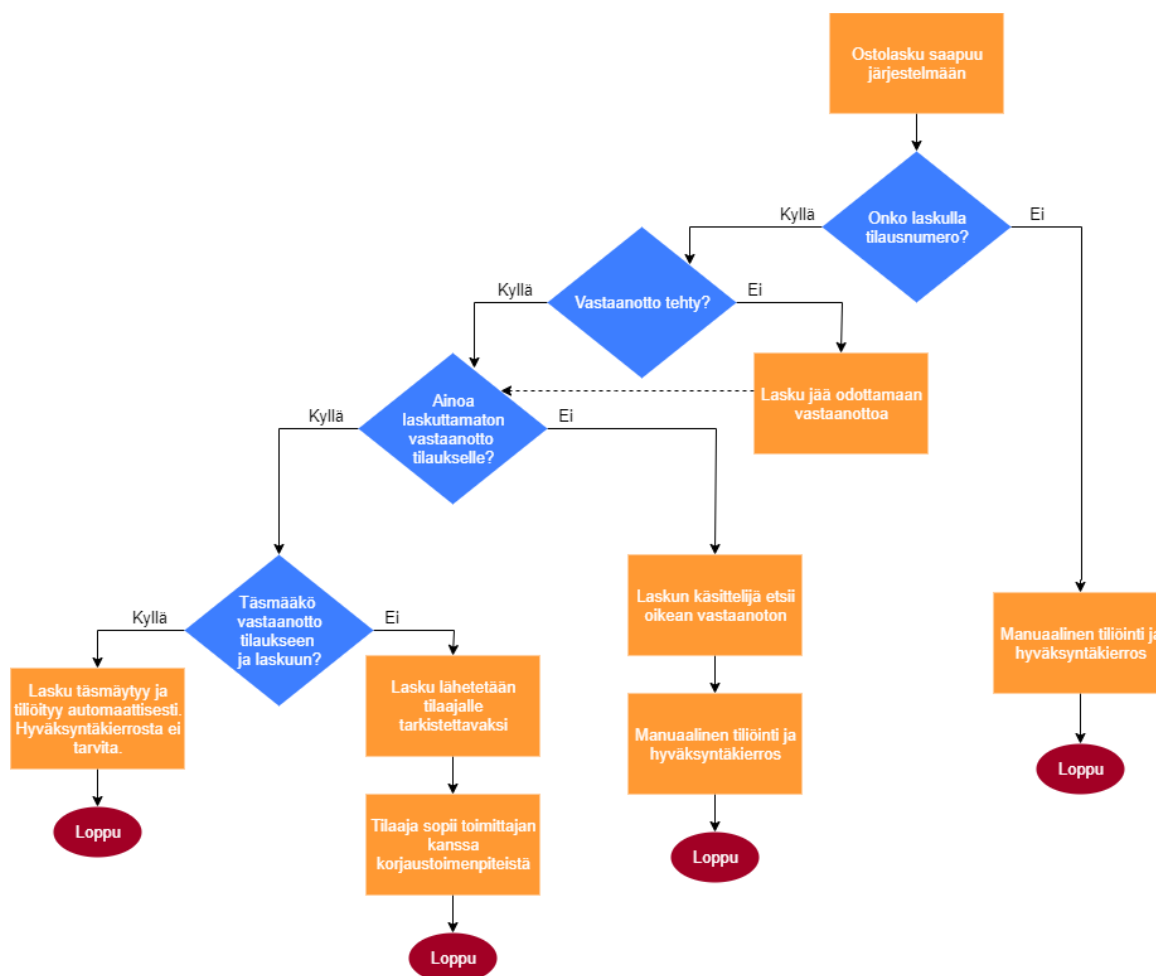 Ostolasku saapuu
järjestelmään
Onko laskulla
tilausnumero?
Kyllä
Ei
Vastaanotto tehty?
Kyllä
Ei
Lasku jää odottamaan
vastaanottoa
Ainoa
laskuttamaton
vastaanotto
tilaukselle?
Kyllä
Ei
Täsmääkö
vastaanotto
tilaukseen
ja laskuun?
Kyllä
Ei
Laskun käsittelijä etsii
oikean vastaanoton
Manuaalinen tiliöinti ja
hyväksyntäkierros
Lasku täsmäytyy ja
tiliöityy automaattisesti.
Hyväksyntäkierrosta ei
tarvita.
Lasku lähetetään
tilaajalle
tarkistettavaksi
Manuaalinen tiliöinti ja
hyväksyntäkierros
Loppu
Loppu
Tilaaja sopii toimittajan
kanssa
korjaustoimenpiteistä
Loppu
Loppu